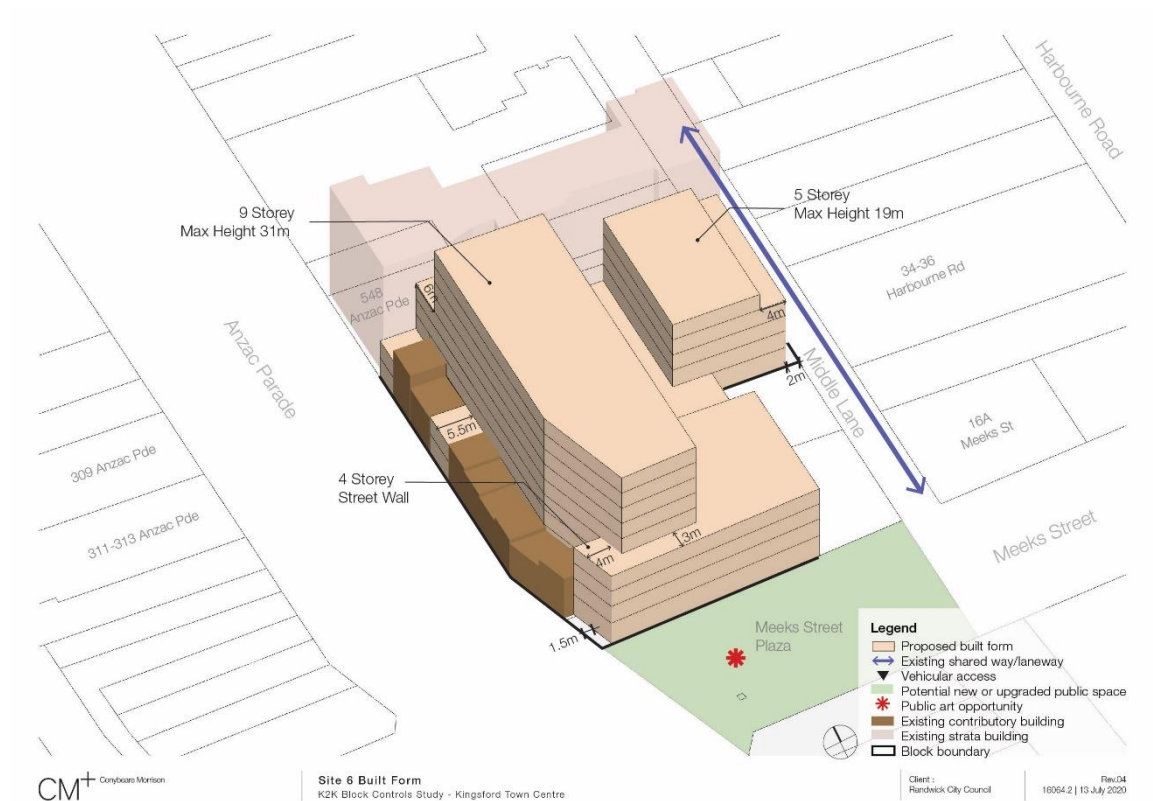 Harbourne Road
5 Storey
Max Height 19m
9 Storey
Max Height 31m
34-36
Harbourne Rd
548
Anzac Pde
6m
4m
Anzac Parade
Middle Lane
2m
16A
Meeks St
5.5m
309 Anzac Pde
4 Storey
Street Wall
311-313 Anzac Pde
3m
4m
Meeks Street
1.5m
Meeks Street
Plaza
Legend
Proposed built form
Existing shared way/laneway
Vehicular access
Potential new or upgraded public space
Public art opportunity
Existing contributory building
Existing strata building
Block boundary
CM+ Conybeare Morrison
Site 6 Built Form
K2K Block Controls Study - Kingsford Town Centre
Client :
Randwick City Council
Rev.04
16064.2 | 13 July 2020